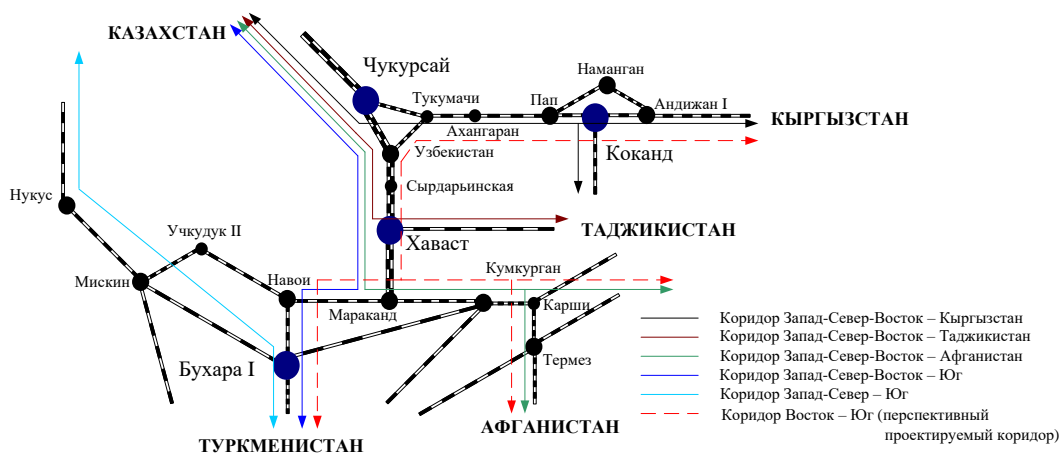 КАЗАХСТАН
Чукурсай
Наманган
Тукумачи
Пап
Андижан I
КЫРГЫЗСТАН
Ахангаран
Узбекистан
Коканд
Сырдарьинская
Нукус
ТАДЖИКИСТАН
Учкудук II
Хаваст
Кумкурган
Мискин
Навои
Мараканд
Карши
Термез
Бухара I
ТУРКМЕНИСТАН
АФГАНИСТАН
Коридор Запад-Север-Восток – Кыргызстан
Коридор Запад-Север-Восток – Таджикистан
Коридор Запад-Север-Восток – Афганистан
Коридор Запад-Север-Восток – Юг
Коридор Запад-Север – Юг
Коридор Восток – Юг (перспективный
проектируемый коридор)